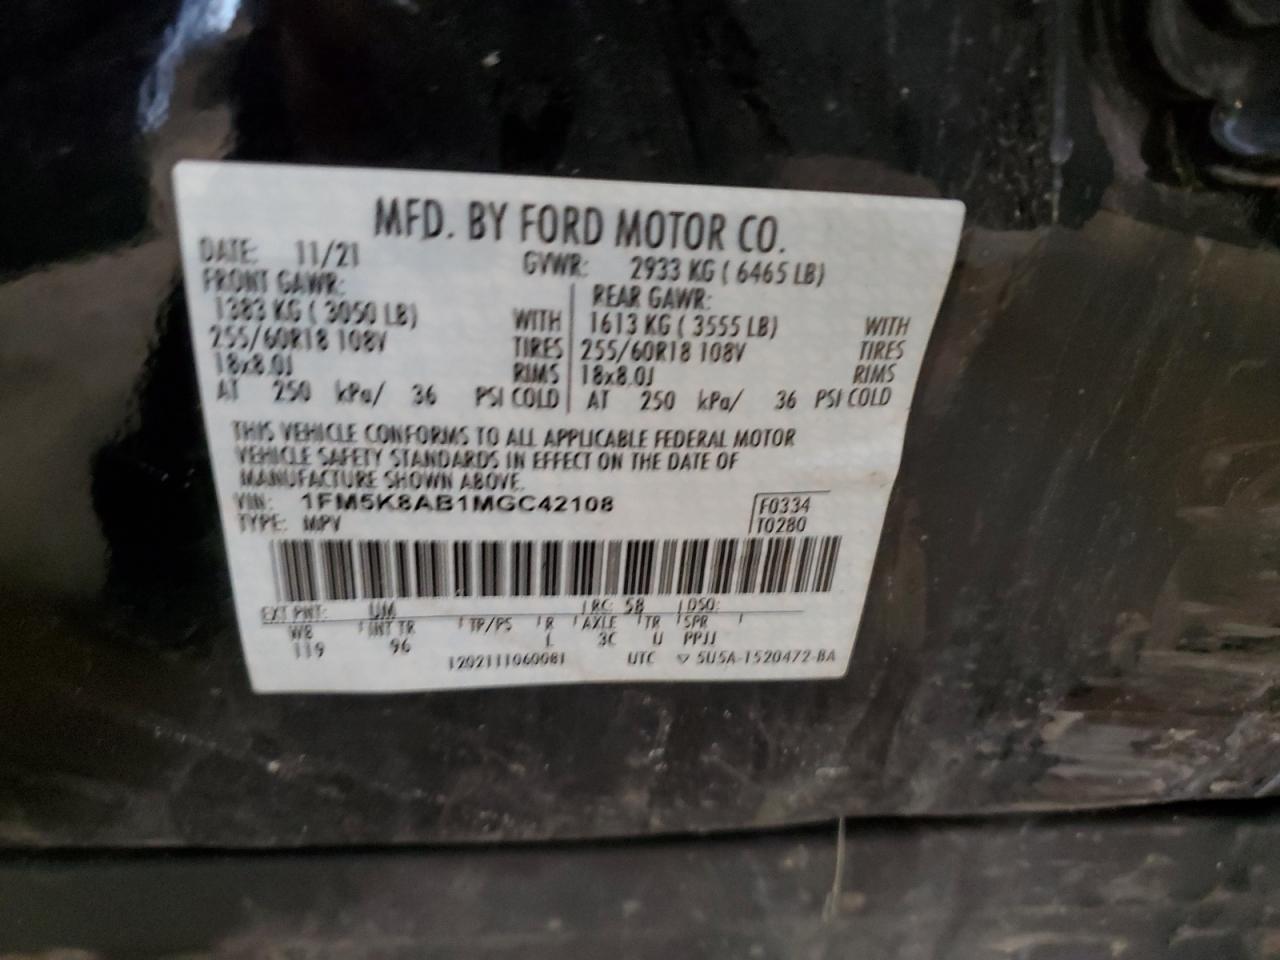 MFD. BY FORD MOTOR CO.
DATE: 11/21 GVWR: 2933 KG ( 6465 LB)
FRONT GAWR: REAR GAWR:
1383 KG ( 3050 LB) WITH 1613 KG ( 3555 LB) WITH
255/60R18 108V TIRES 255/60R18 108V TIRES
18x8.0J RIMS 18x8.0J RIMS
AT 250 kPa/ 36 PSI COLD AT 250 kPa/ 36 PSI COLD
THIS VEHICLE CONFORMS TO ALL APPLICABLE FEDERAL MOTOR
VEHICLE SAFETY STANDARDS IN EFFECT ON THE DATE OF
MANUFACTURE SHOWN ABOVE.
VIN: 1FM5K8AB1MGC42108 F0334
TYPE: MPV T0280
EXT PNT: UM RC: 58 DSO:
WB INT TR TP/PS R AXLE TR SPR
119 96 L 3C U PPJJ
1202111060081 UTC ▽ 5U5A-1520472-BA